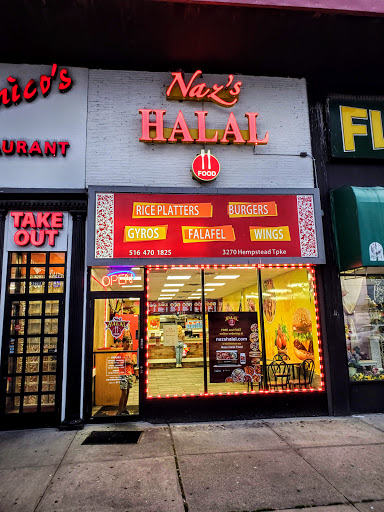 nico's
AURANT
TAKE
OUT
Naz's
HALAL
FOOD
RICE PLATTERS
BURGERS
GYROS
FALAFEL
WINGS
516 470 1825
3270 Hempstead Tpke
OPEN
nazshalal.com
FL